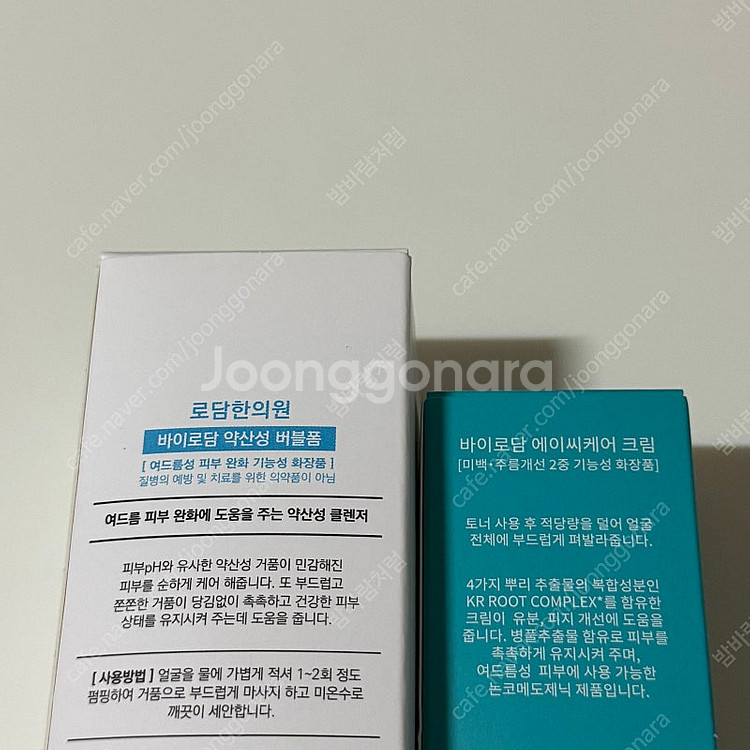 로담한의원
바이로담 약산성 버블폼
[ 여드름성 피부 완화 기능성 화장품 ]
질병의 예방 및 치료를 위한 의약품이 아님
여드름 피부 완화에 도움을 주는 약산성 클렌저
피부pH와 유사한 약산성 거품이 민감해진
피부를 순하게 케어 해줍니다. 또 부드럽고
쫀쫀한 거품이 당김없이 촉촉하고 건강한 피부
상태를 유지시켜 주는데 도움을 줍니다.
[ 사용방법 ] 얼굴을 물에 가볍게 적셔 1~2회 정도
펌핑하여 거품으로 부드럽게 마사지 하고 미온수로
깨끗이 세안합니다.
바이로담 에이씨케어 크림
[미백·주름개선 2중 기능성 화장품]
토너 사용 후 적당량을 덜어 얼굴
전체에 부드럽게 펴발라줍니다.
4가지 뿌리 추출물의 복합성분인
KR ROOT COMPLEX*를 함유한
크림이 유분, 피지 개선에 도움을
줍니다. 병풀추출물 함유로 피부를
촉촉하게 유지시켜 주며,
여드름성 피부에 사용 가능한
논코메도제닉 제품입니다.
Joonggonara
cafe.naver.com/joonggonara
밤바람처럼